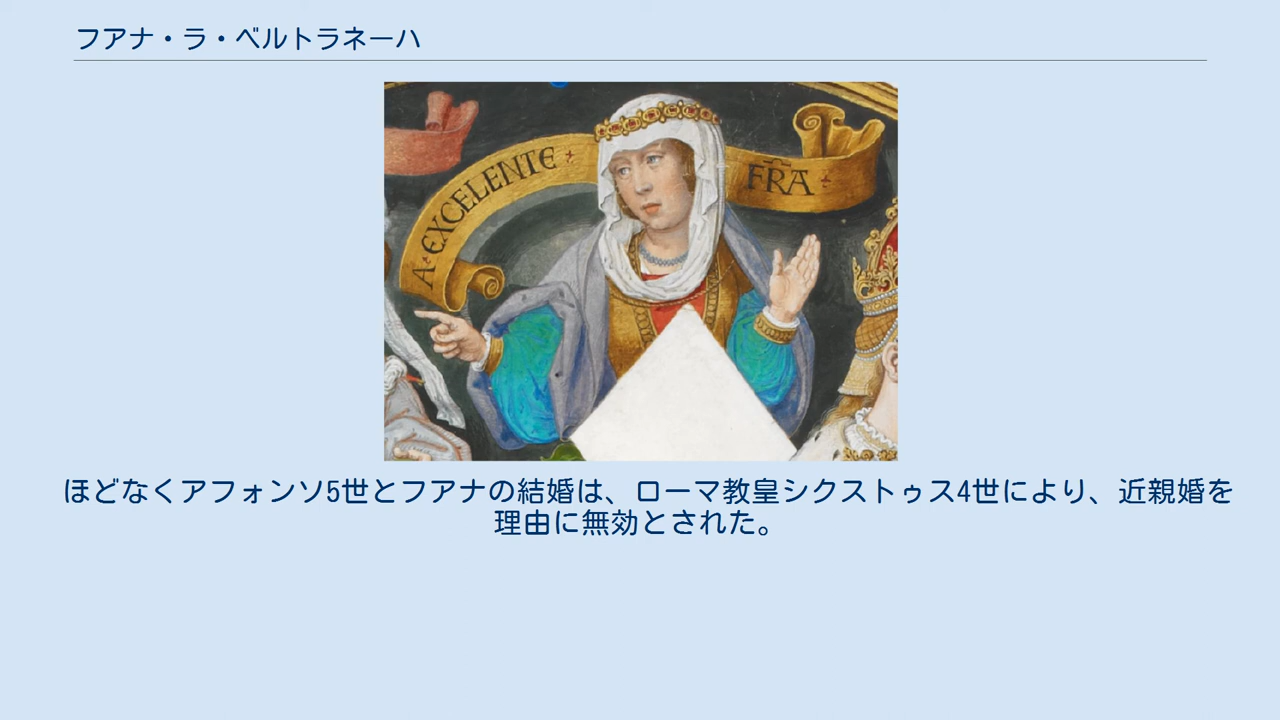 フアナ・ラ・ベルトラネーハ
A·EXCELENTE +
FRA +
ほどなくアフォンソ5世とフアナの結婚は、ローマ教皇シクストゥス4世により、近親婚を
理由に無効とされた。